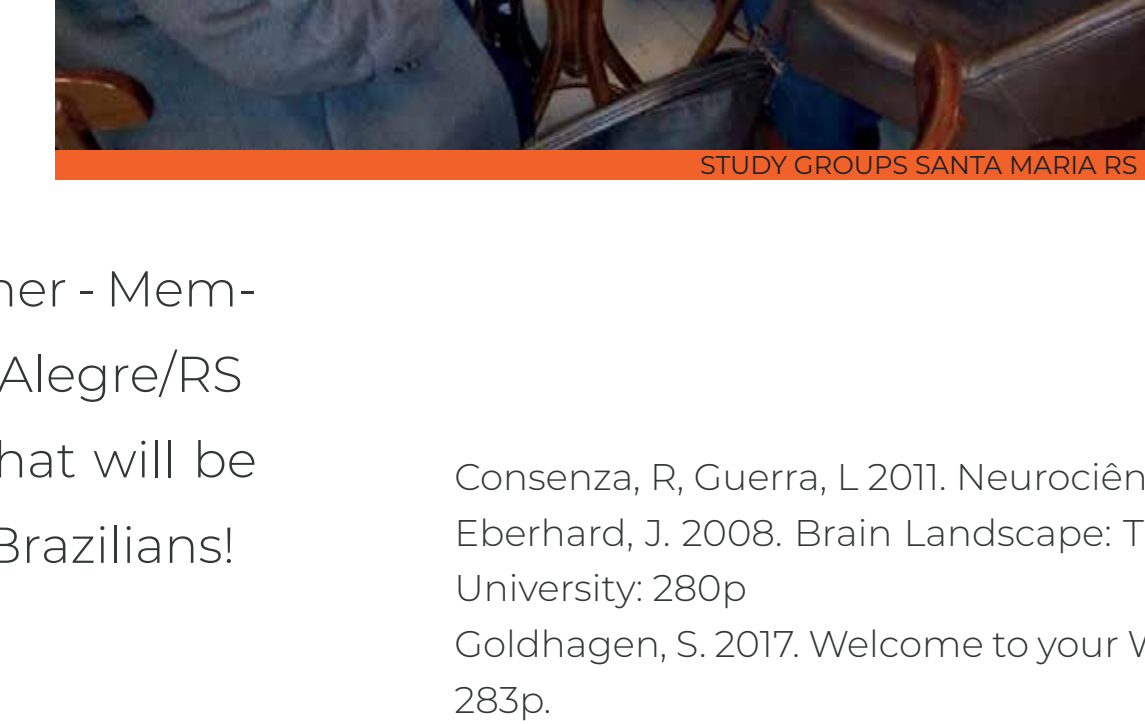 STUDY GROUPS SANTA MARIA RS
ner - Mem-
Alegre/RS
hat will be
Brazilians!
Consenza, R, Guerra, L 2011. Neurociên
Eberhard, J. 2008. Brain Landscape: T
University: 280p
Goldhagen, S. 2017. Welcome to your W
283p.